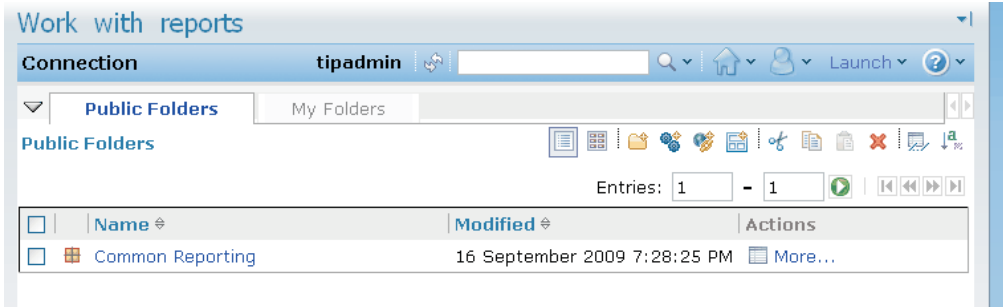 Work with reports
Connection tipadmin Launch
Public Folders My Folders
Public Folders
Entries: 1 - 1
Name Modified Actions
Common Reporting 16 September 2009 7:28:25 PM More...